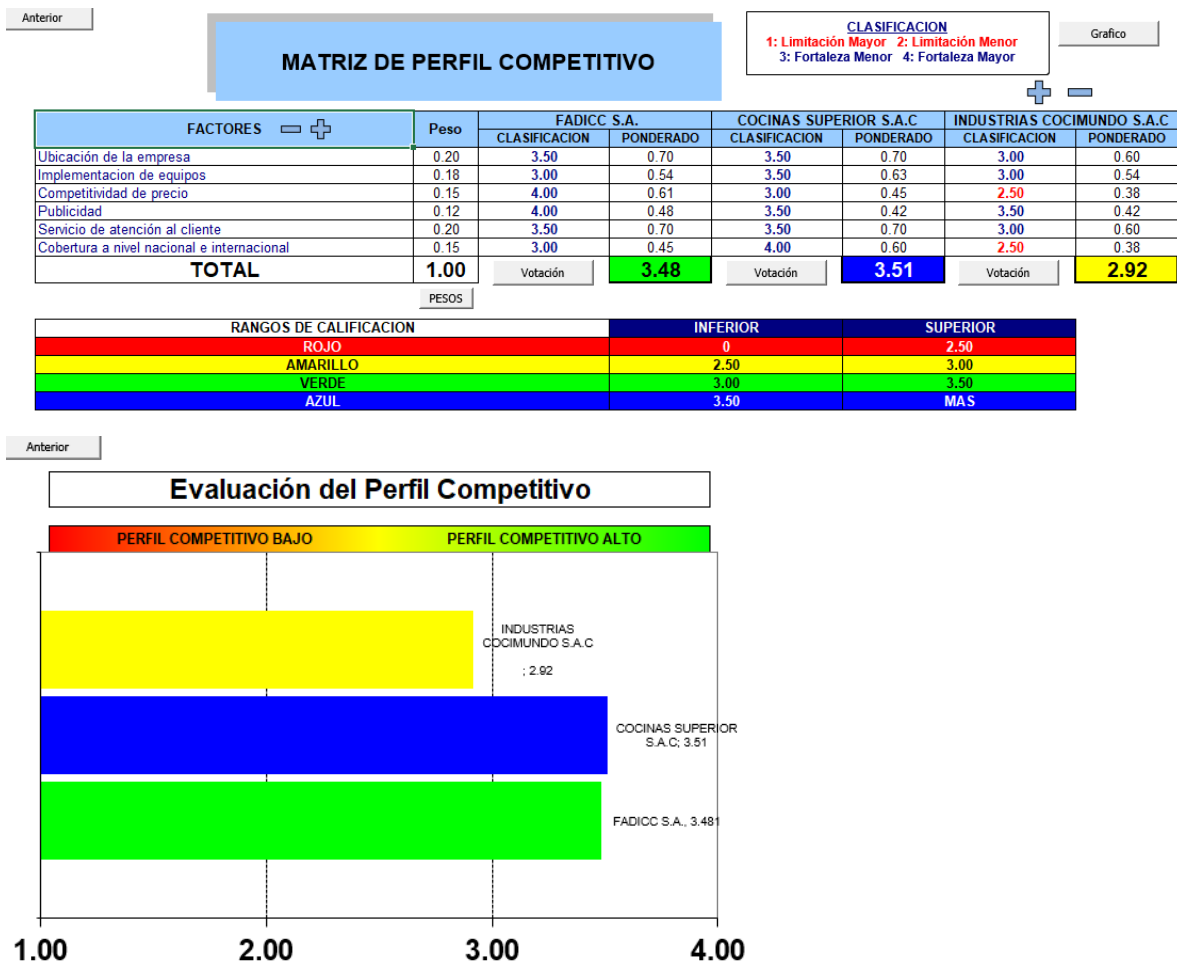 Anterior
MATRIZ DE PERFIL COMPETITIVO
CLASIFICACION
1: Limitación Mayor 2: Limitación Menor
3: Fortaleza Menor 4: Fortaleza Mayor
Grafico
FACTORES Peso FADICC S.A. COCINAS SUPERIOR S.A.C INDUSTRIAS COCIMUNDO S.A.C
CLASIFICACION PONDERADO CLASIFICACION PONDERADO CLASIFICACION PONDERADO
Ubicación de la empresa 0.20 3.50 0.70 3.50 0.70 3.00 0.60
Implementacion de equipos 0.18 3.00 0.54 3.50 0.63 3.00 0.54
Competitividad de precio 0.15 4.00 0.61 3.00 0.45 2.50 0.38
Publicidad 0.12 4.00 0.48 3.50 0.42 3.50 0.42
Servicio de atención al cliente 0.20 3.50 0.70 3.50 0.70 3.00 0.60
Cobertura a nivel nacional e internacional 0.15 3.00 0.45 4.00 0.60 2.50 0.38
TOTAL 1.00 Votación 3.48 Votación 3.51 Votación 2.92
PESOS
RANGOS DE CALIFICACION INFERIOR SUPERIOR
ROJO 0 2.50
AMARILLO 2.50 3.00
VERDE 3.00 3.50
AZUL 3.50 MAS
Anterior
Evaluación del Perfil Competitivo
PERFIL COMPETITIVO BAJO PERFIL COMPETITIVO ALTO
INDUSTRIAS
COCIMUNDO S.A.C
; 2.92
COCINAS SUPERIOR
S.A.C; 3.51
FADICC S.A., 3.481
1.00 2.00 3.00 4.00